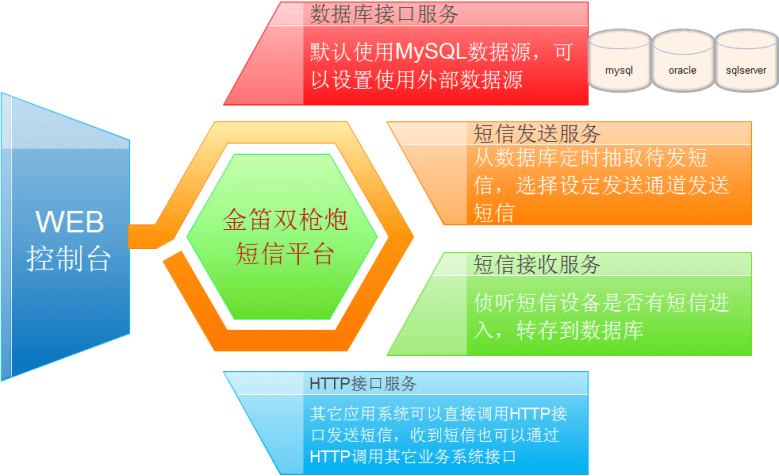 数据库接口服务
默认使用MySQL数据源，可
以设置使用外部数据源
mysql
oracle
sqlserver
短信发送服务
从数据库定时抽取待发短
信，选择设定发送通道发送
短信
WEB
控制台
金笛双枪炮
短信平台
短信接收服务
侦听短信设备是否有短信进
入，转存到数据库
HTTP接口服务
其它应用系统可以直接调用HTTP接
口发送短信，收到短信也可以通过
HTTP调用其它业务系统接口